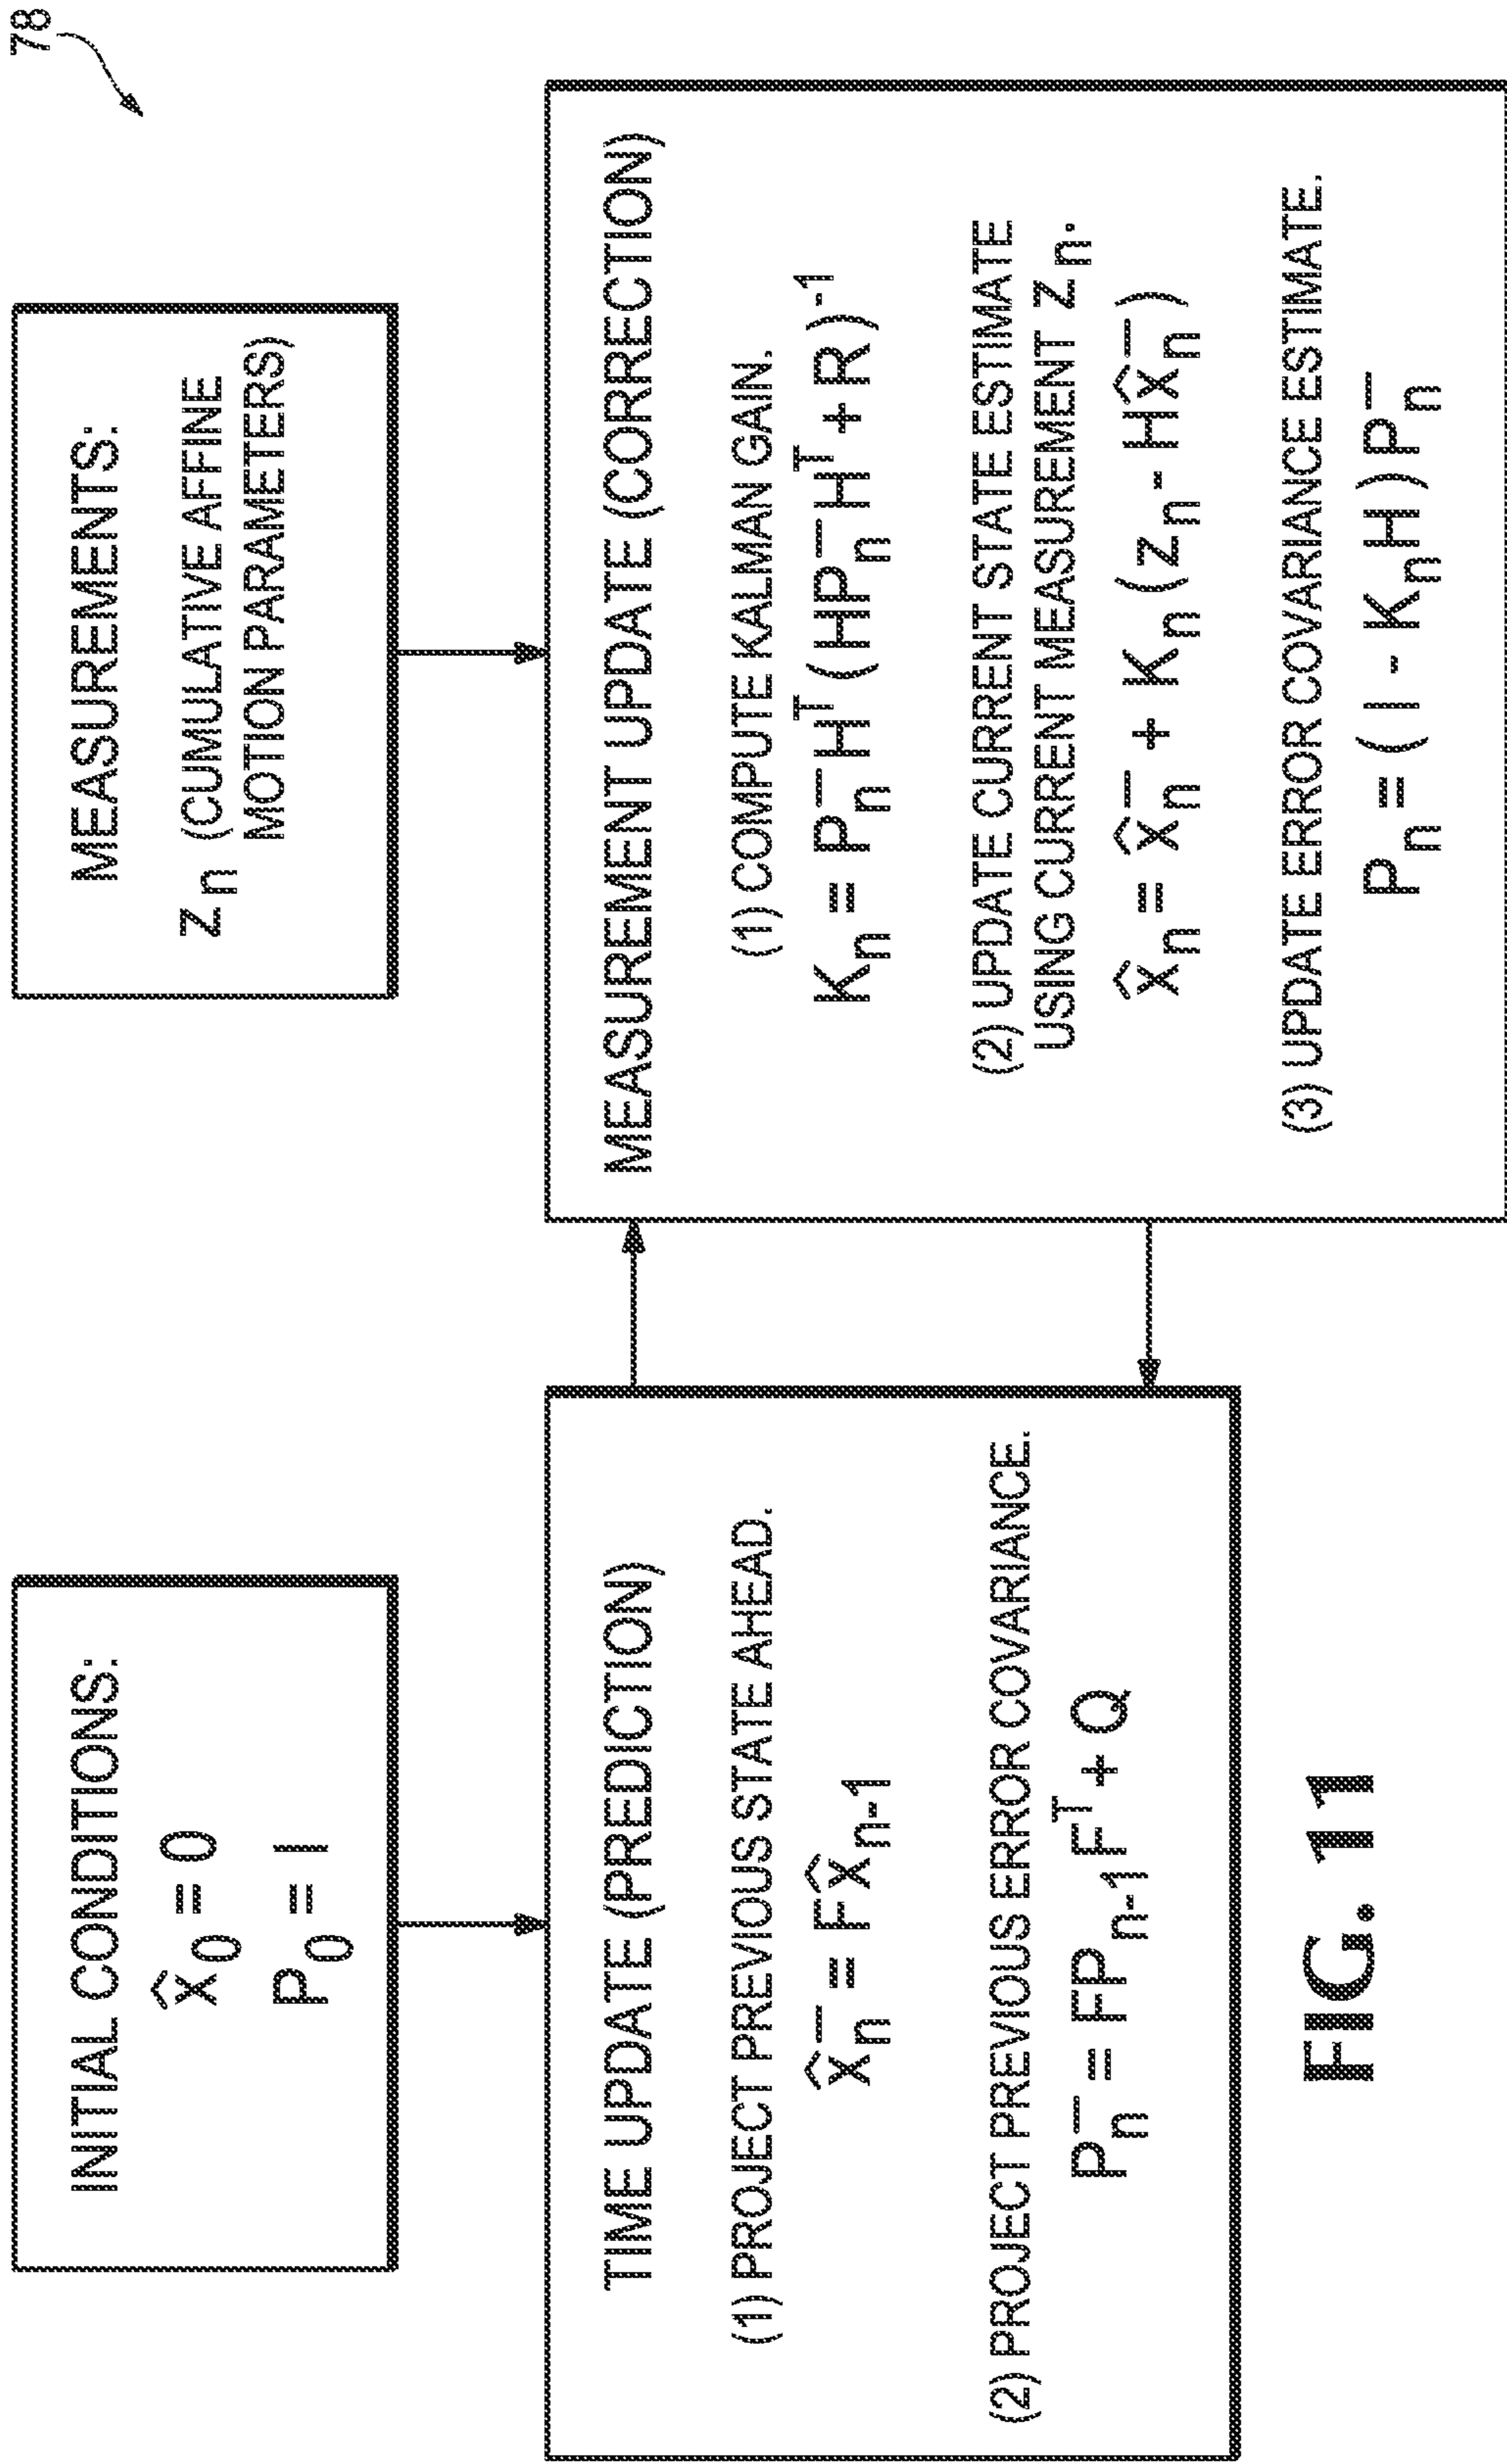 78
INITIAL CONDITIONS:
x̂₀ = 0
P₀ = I
MEASUREMENTS:
zₙ (CUMULATIVE AFFINE
MOTION PARAMETERS)
TIME UPDATE (PREDICTION)
(1) PROJECT PREVIOUS STATE AHEAD.
x̂ₙ⁻ = Fx̂ₙ₋₁
(2) PROJECT PREVIOUS ERROR COVARIANCE.
Pₙ⁻ = FPₙ₋₁Fᵀ + Q
MEASUREMENT UPDATE (CORRECTION)
(1) COMPUTE KALMAN GAIN.
Kₙ = Pₙ⁻Hᵀ(HPₙ⁻Hᵀ + R)⁻¹
(2) UPDATE CURRENT STATE ESTIMATE
USING CURRENT MEASUREMENT zₙ.
x̂ₙ = x̂ₙ⁻ + Kₙ(zₙ - Hx̂ₙ⁻)
(3) UPDATE ERROR COVARIANCE ESTIMATE.
Pₙ = (I - KₙH)Pₙ⁻
FIG. 11